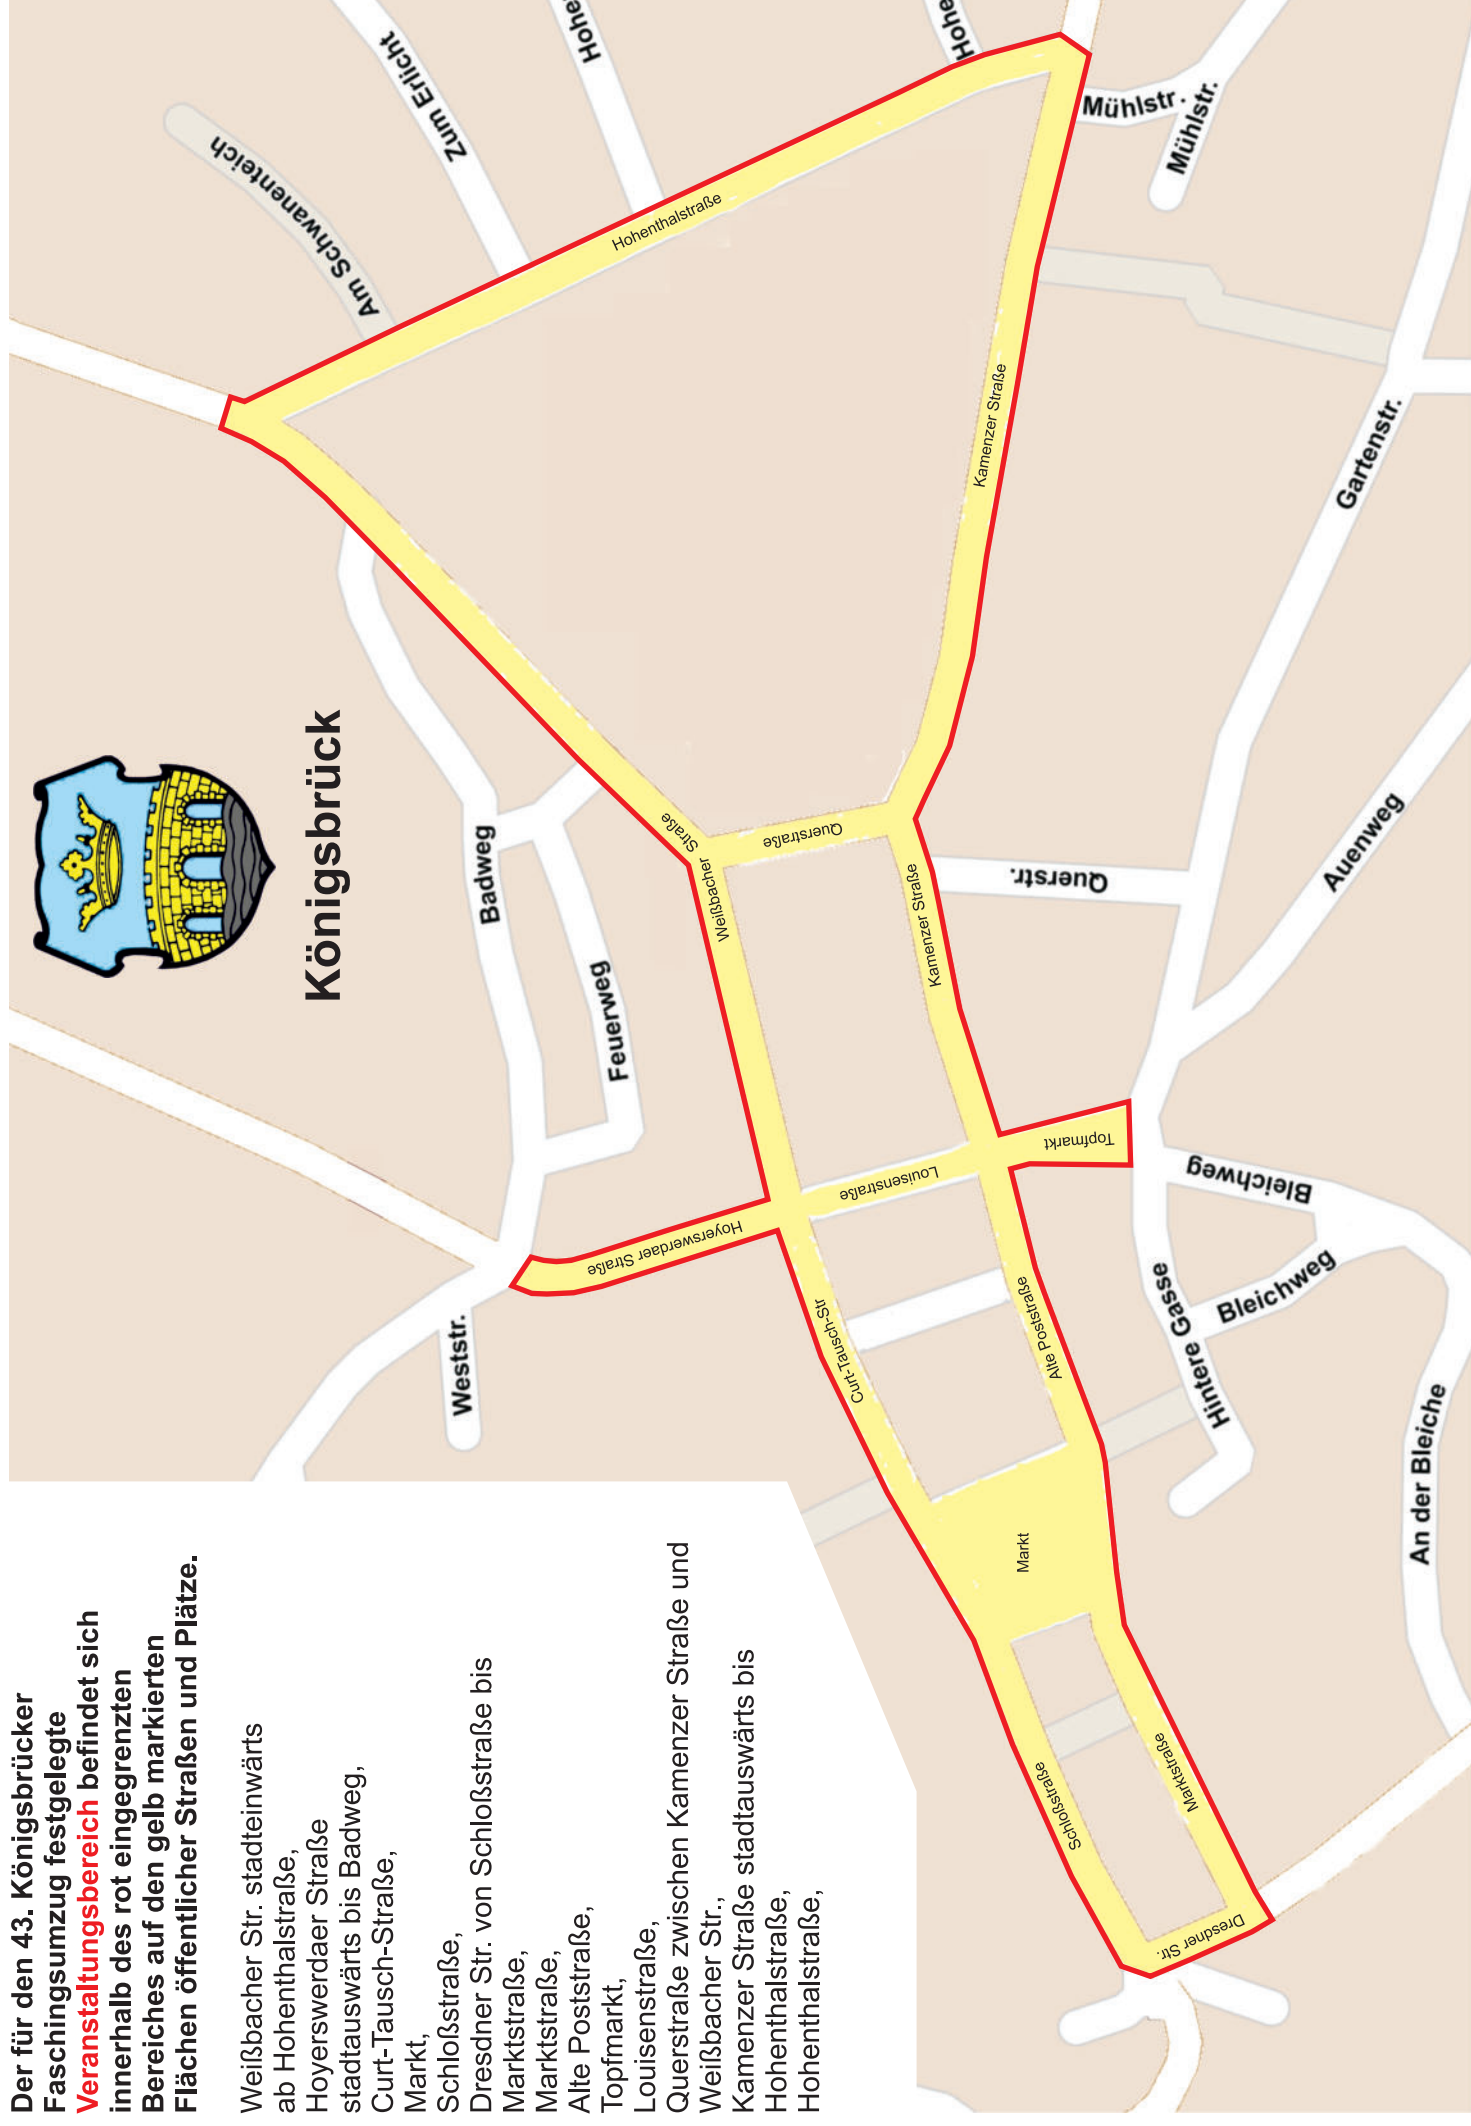 Der für den 43. Königsbrücker
Faschingsumzug festgelegte
Veranstaltungsbereich befindet sich
innerhalb des rot eingegrenzten
Bereiches auf den gelb markierten
Flächen öffentlicher Straßen und Plätze.
Weißbacher Str. stadteinwärts
ab Hohenthalstraße,
Hoyerswerdaer Straße
stadtauswärts bis Badweg,
Curt-Tausch-Straße,
Markt,
Schloßsstraße,
Dresdner Str. von Schloßstraße bis
Marktstraße,
Marktstraße,
Alte Poststraße,
Topfmarkt,
Louisenstraße,
Querstraße zwischen Kamenzer Straße und
Weißbacher Str.,
Kamenzer Straße stadtauswärts bis
Hohenthalstraße,
Hohenthalstraße,
Königsbrück
Am Schwanenteich
Zum Erlicht
Hohe
Hohe
Mühlstr.
Mühlstr.
Hohenthalstraße
Kamenzer Straße
Gartenstr.
Straße
Weißbacher
Querstraße
Kamenzer Straße
Querstr.
Auenweg
Badweg
Feuerweg
Hoyerswerdaer Straße
Louisenstraße
Topfmarkt
Bleichweg
Bleichweg
Hintere Gasse
Weststr.
Curt-Tausch-Str
Alte Poststraße
Markt
An der Bleiche
Schloßstraße
Marktstraße
Dresdner Str.